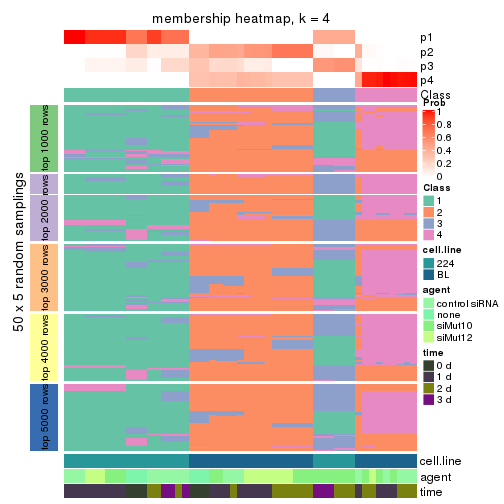 membership heatmap, k = 4
p1
p2
p3
p4
Class
50 x 5 random samplings
top 1000 rows
top 2000 rows
top 3000 rows
top 4000 rows
top 5000 rows
cell.line
agent
time
Prob
1
0.8
0.6
0.4
0.2
0
Class
1
2
3
4
cell.line
224
BL
agent
control siRNA
none
siMut10
siMut12
time
0 d
1 d
2 d
3 d